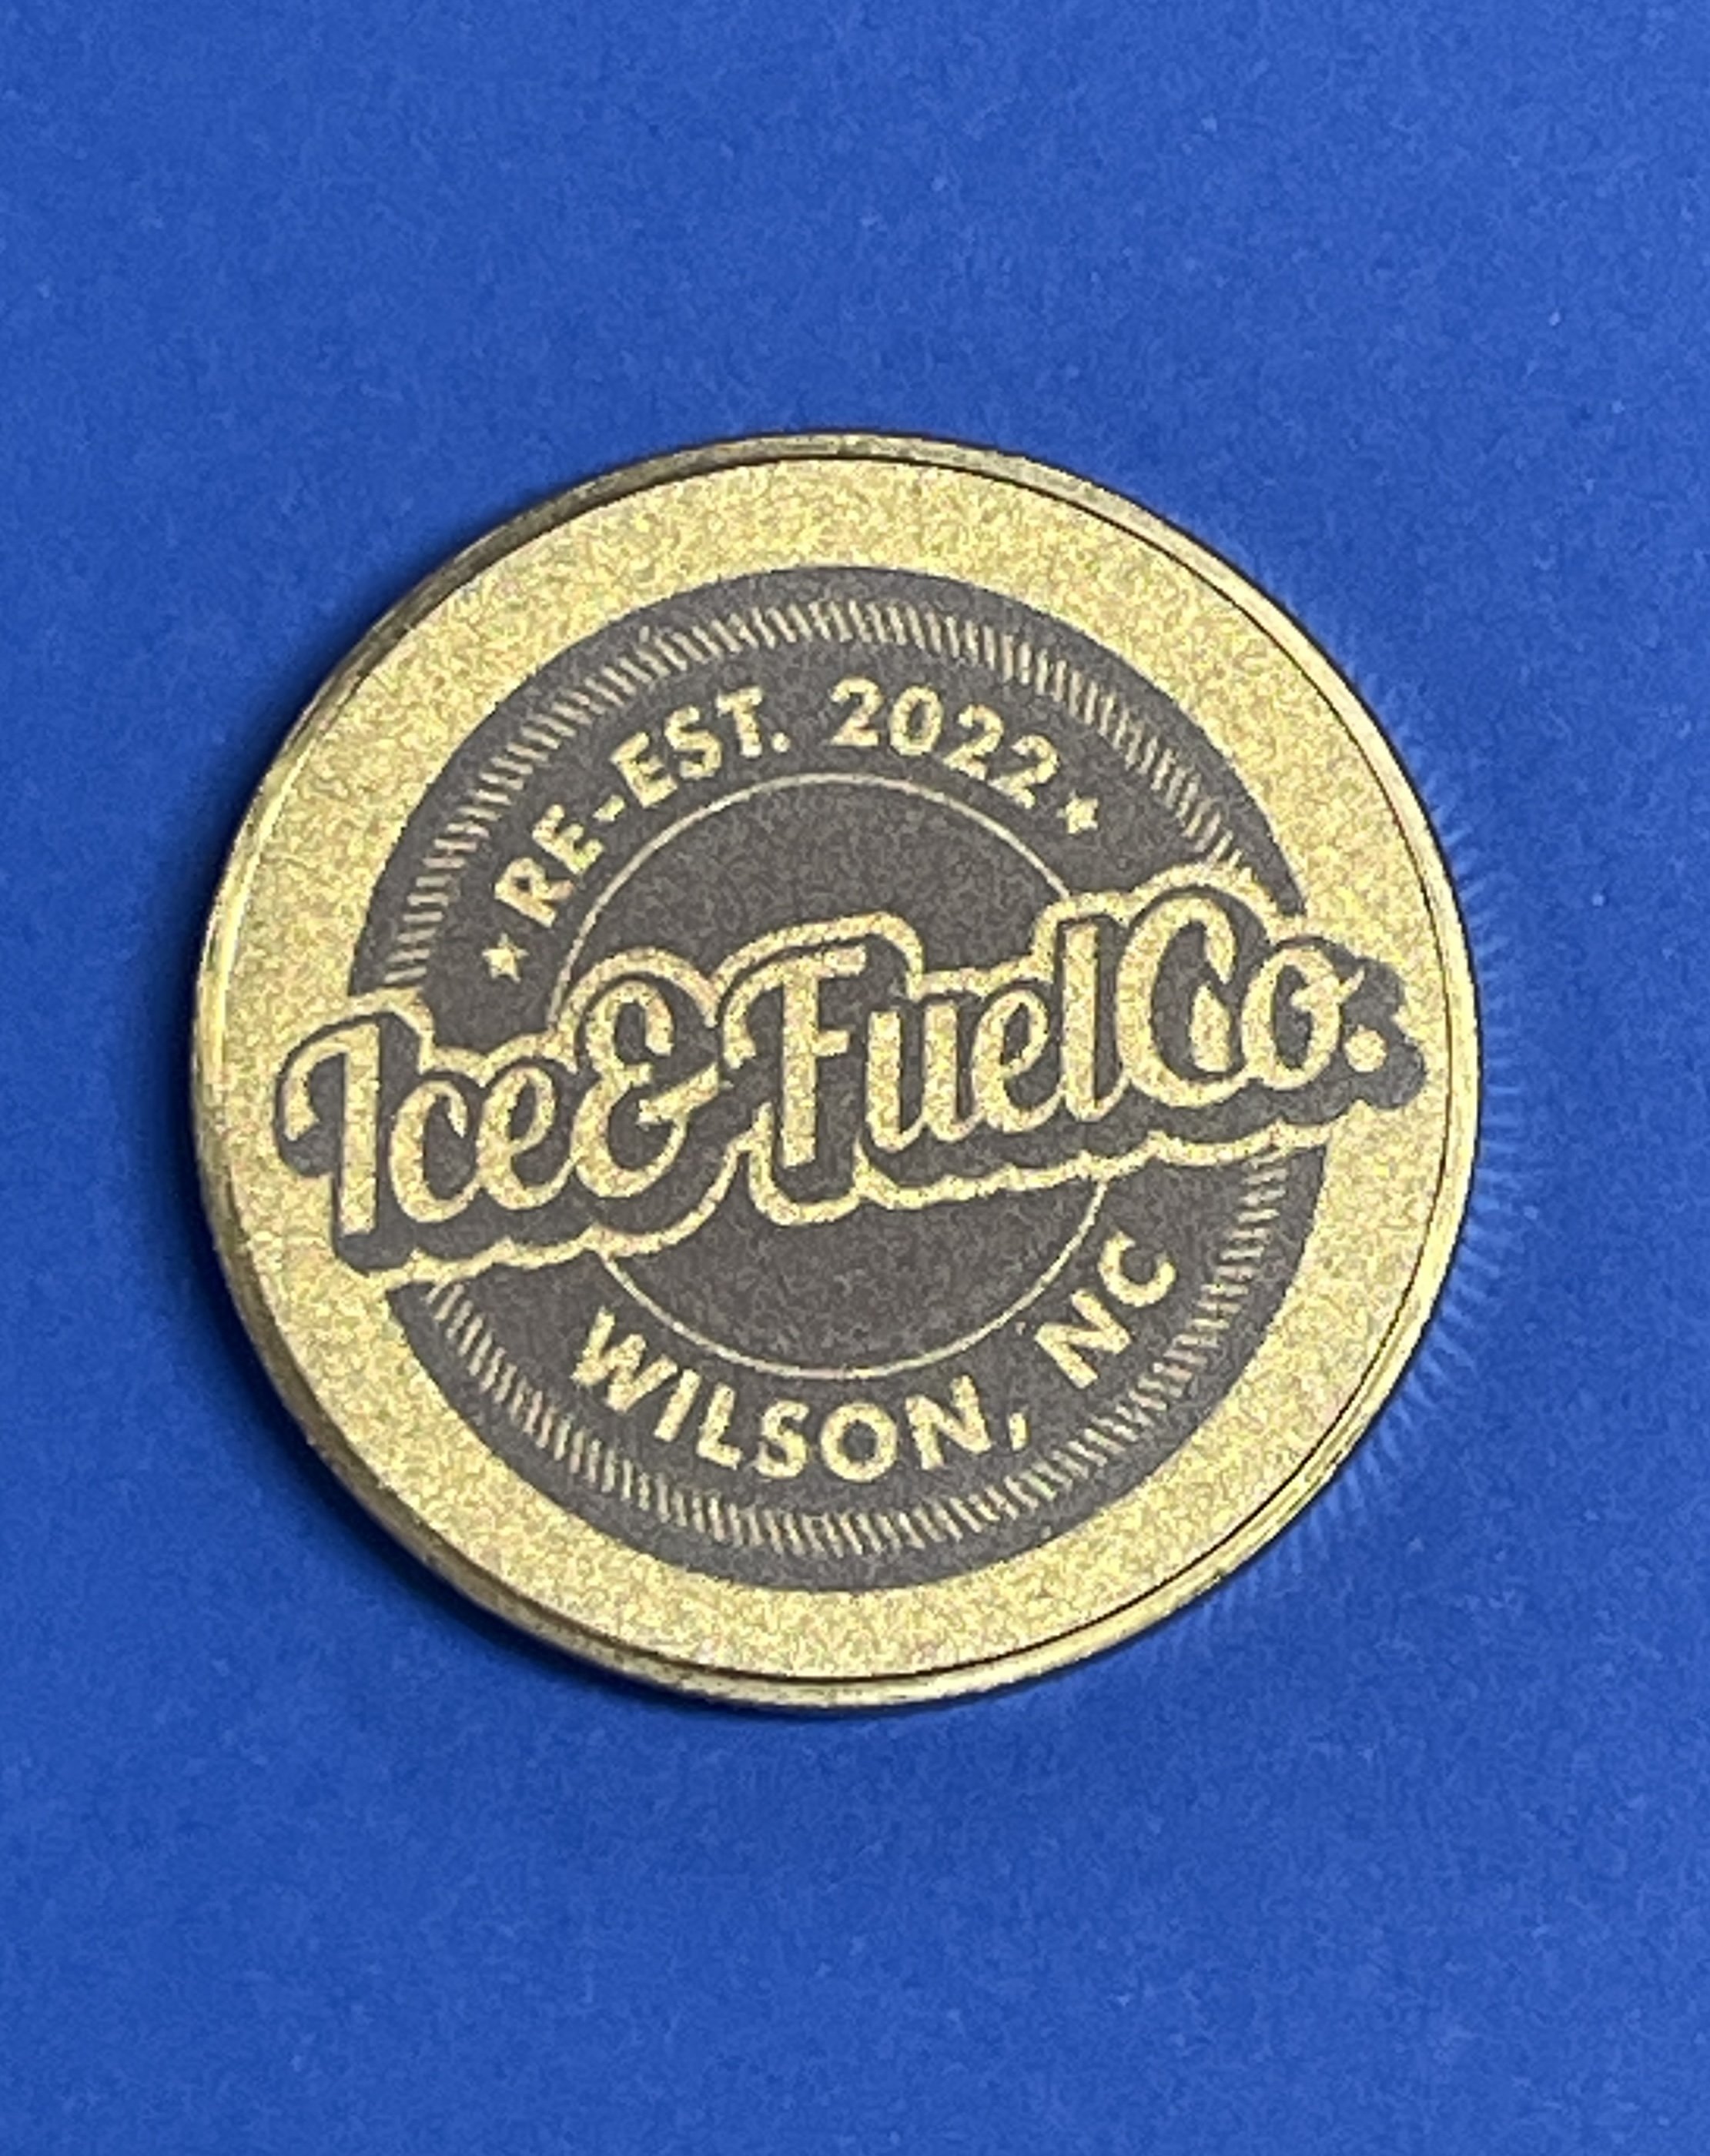 RE-EST. 2022
Ice & Fuel Co.
WILSON, NC